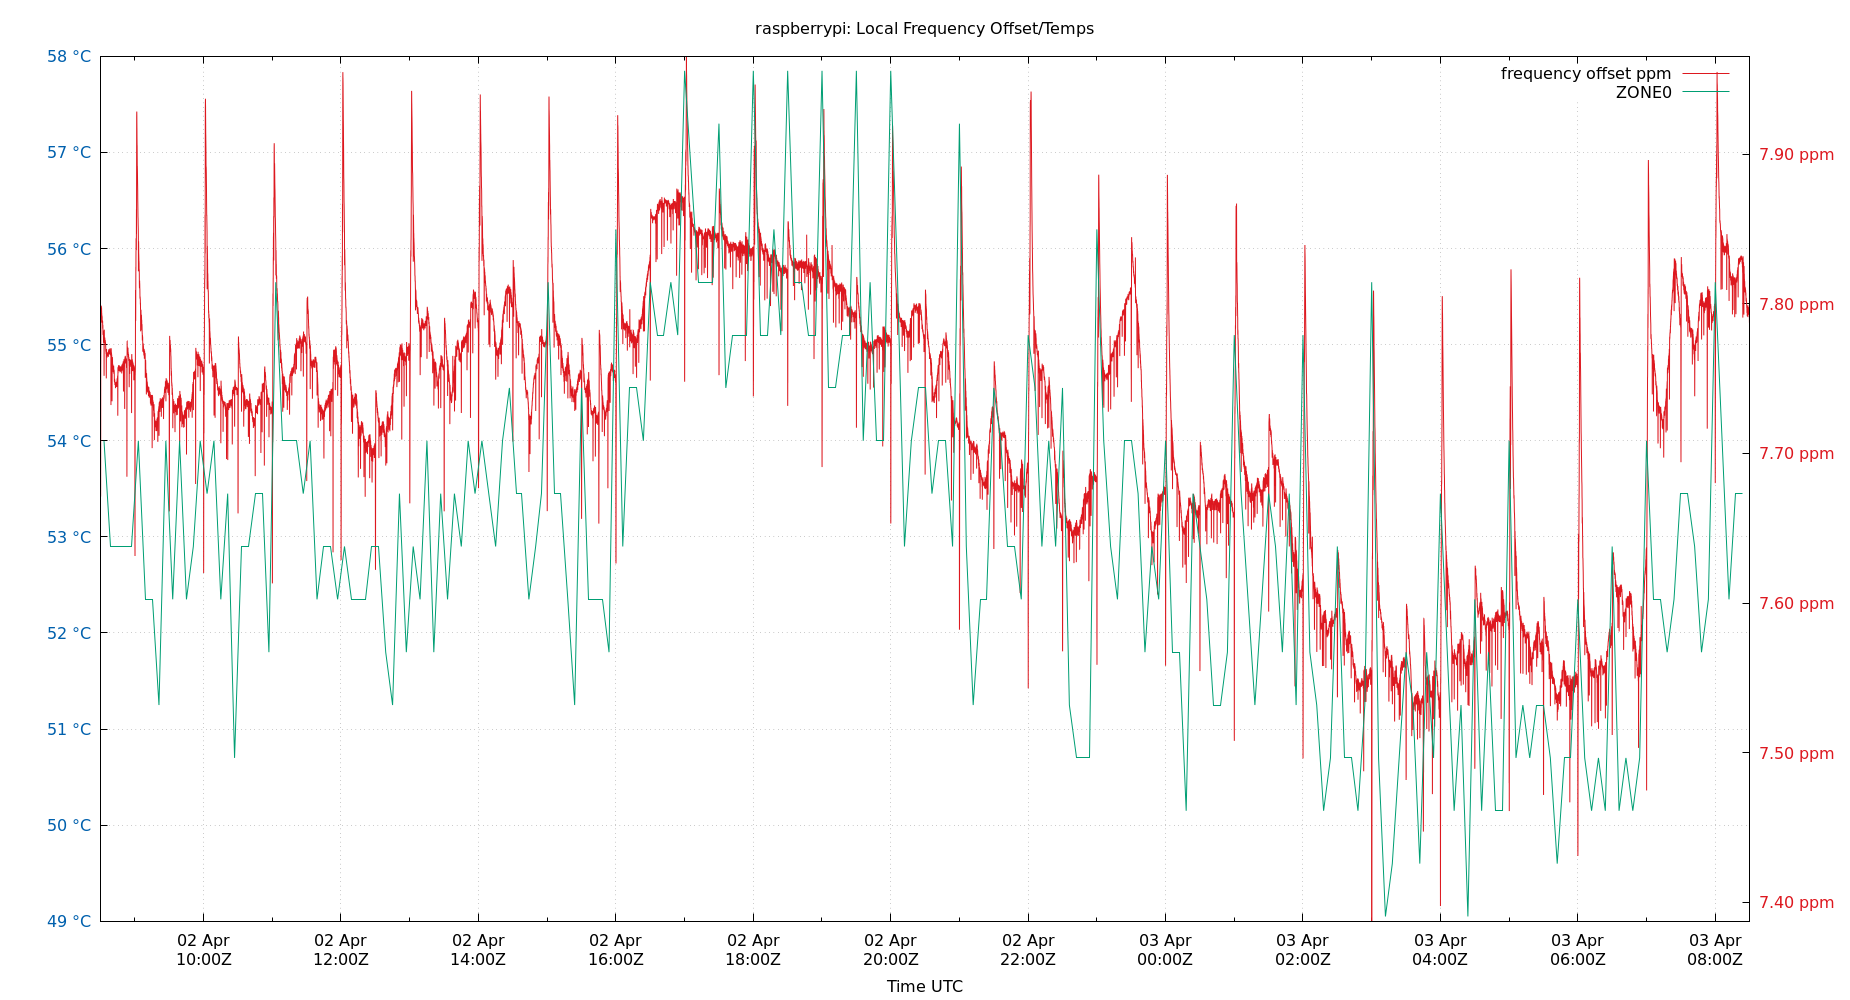 raspberrypi: Local Frequency Offset/Temps
58 °C
57 °C
56 °C
55 °C
54 °C
53 °C
52 °C
51 °C
50 °C
49 °C
frequency offset ppm
ZONE0
7.90 ppm
7.80 ppm
7.70 ppm
7.60 ppm
7.50 ppm
7.40 ppm
02 Apr 02 Apr 02 Apr 02 Apr 02 Apr 02 Apr 02 Apr 03 Apr 03 Apr 03 Apr 03 Apr 03 Apr
10:00Z 12:00Z 14:00Z 16:00Z 18:00Z 20:00Z 22:00Z 00:00Z 02:00Z 04:00Z 06:00Z 08:00Z
Time UTC